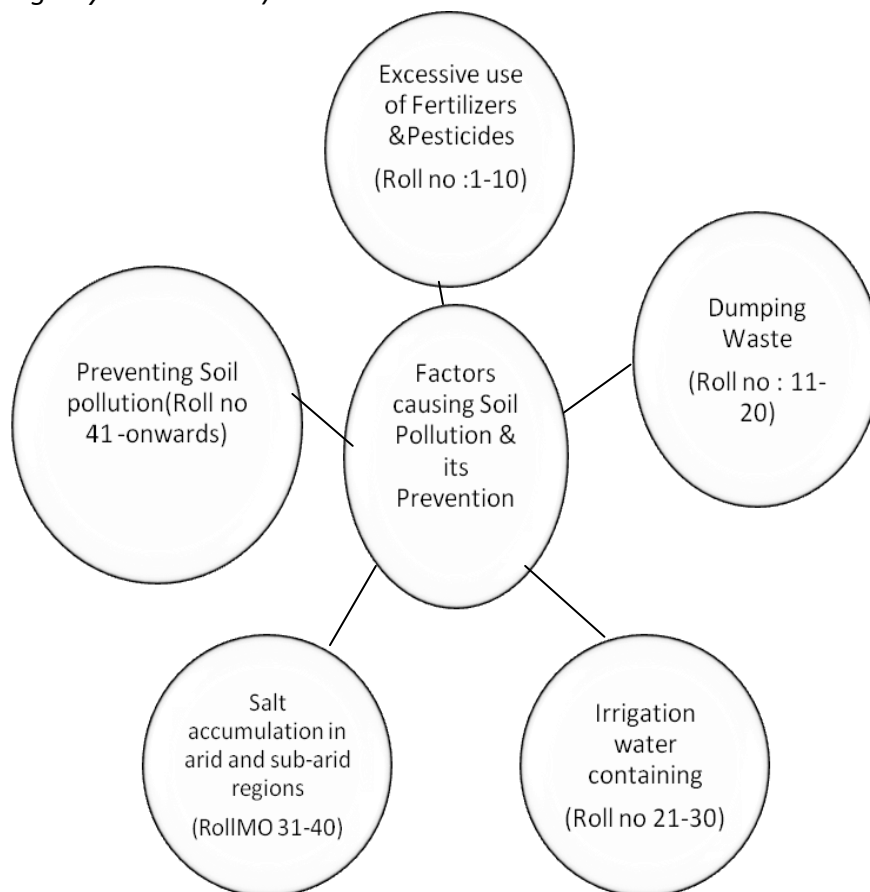 Excessive use
of Fertilizers
&Pesticides
(Roll no :1-10)
Dumping
Waste
(Roll no : 11-
20)
Preventing Soil
pollution(Roll no
41 -onwards)
Factors
causing Soil
Pollution &
its
Prevention
Salt
accumulation in
arid and sub-arid
regions
(RollMO 31-40)
Irrigation
water
containing
(Roll no 21-30)